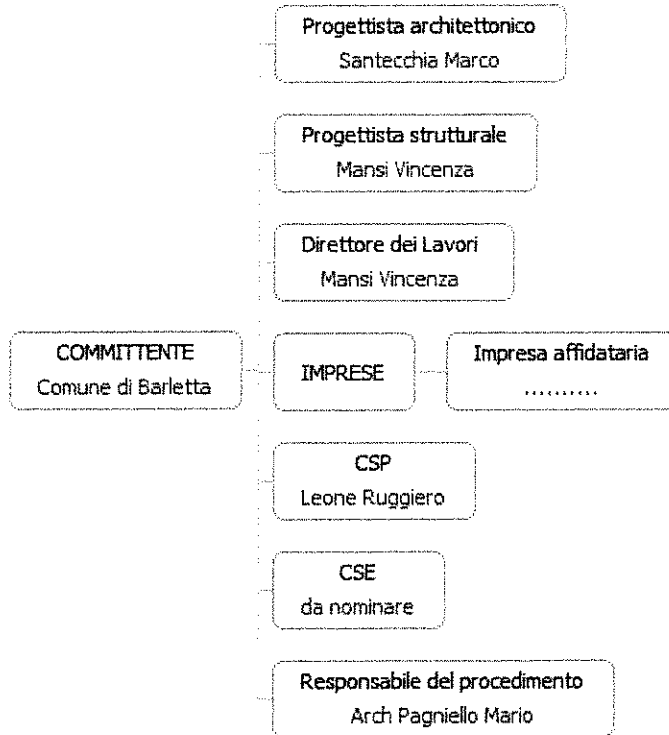 Progettista architettonico
Santecchia Marco
Progettista strutturale
Mansi Vincenza
Direttore dei Lavori
Mansi Vincenza
COMMITTENTE
Comune di Barletta
IMPRESE
Impresa affidataria
..........
CSP
Leone Ruggiero
CSE
da nominare
Responsabile del procedimento
Arch Pagniello Mario